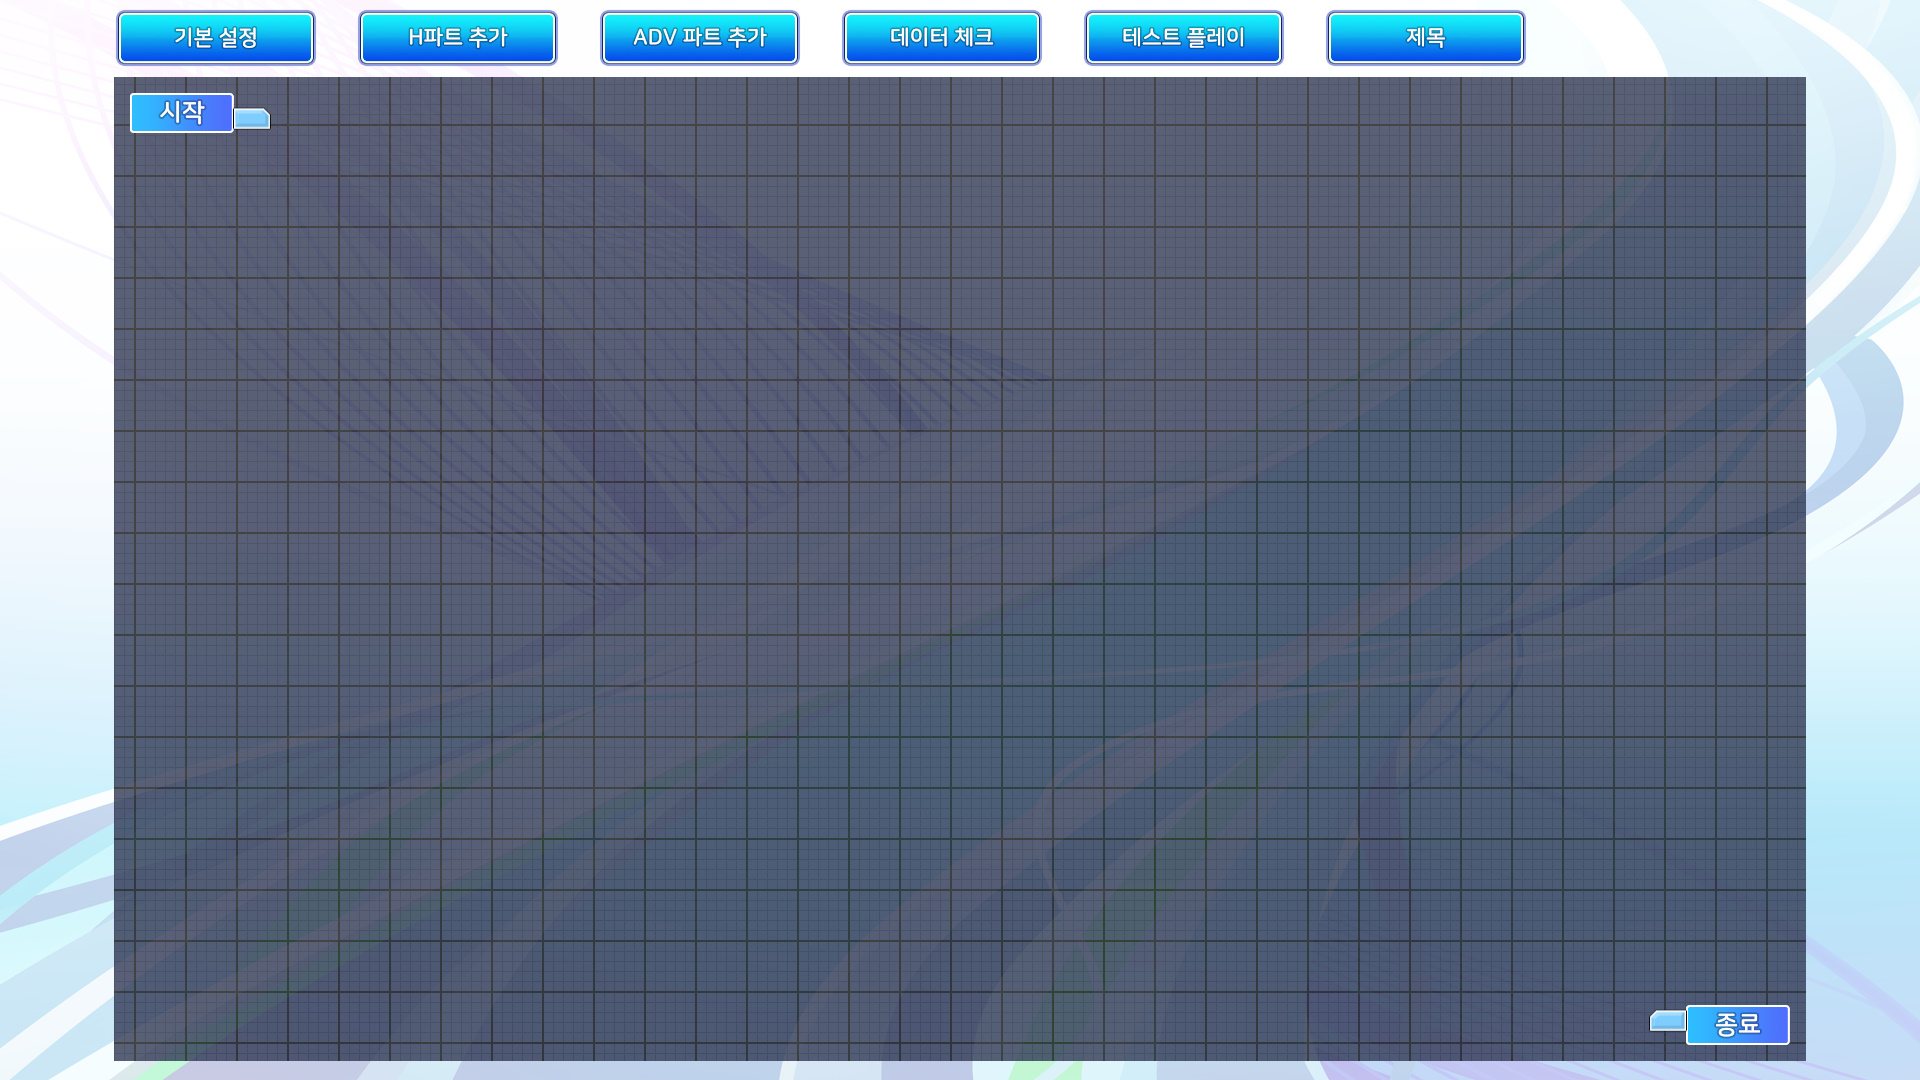 기본 설정
H파트 추가
ADV 파트 추가
데이터 체크
테스트 플레이
제목
시작
종료